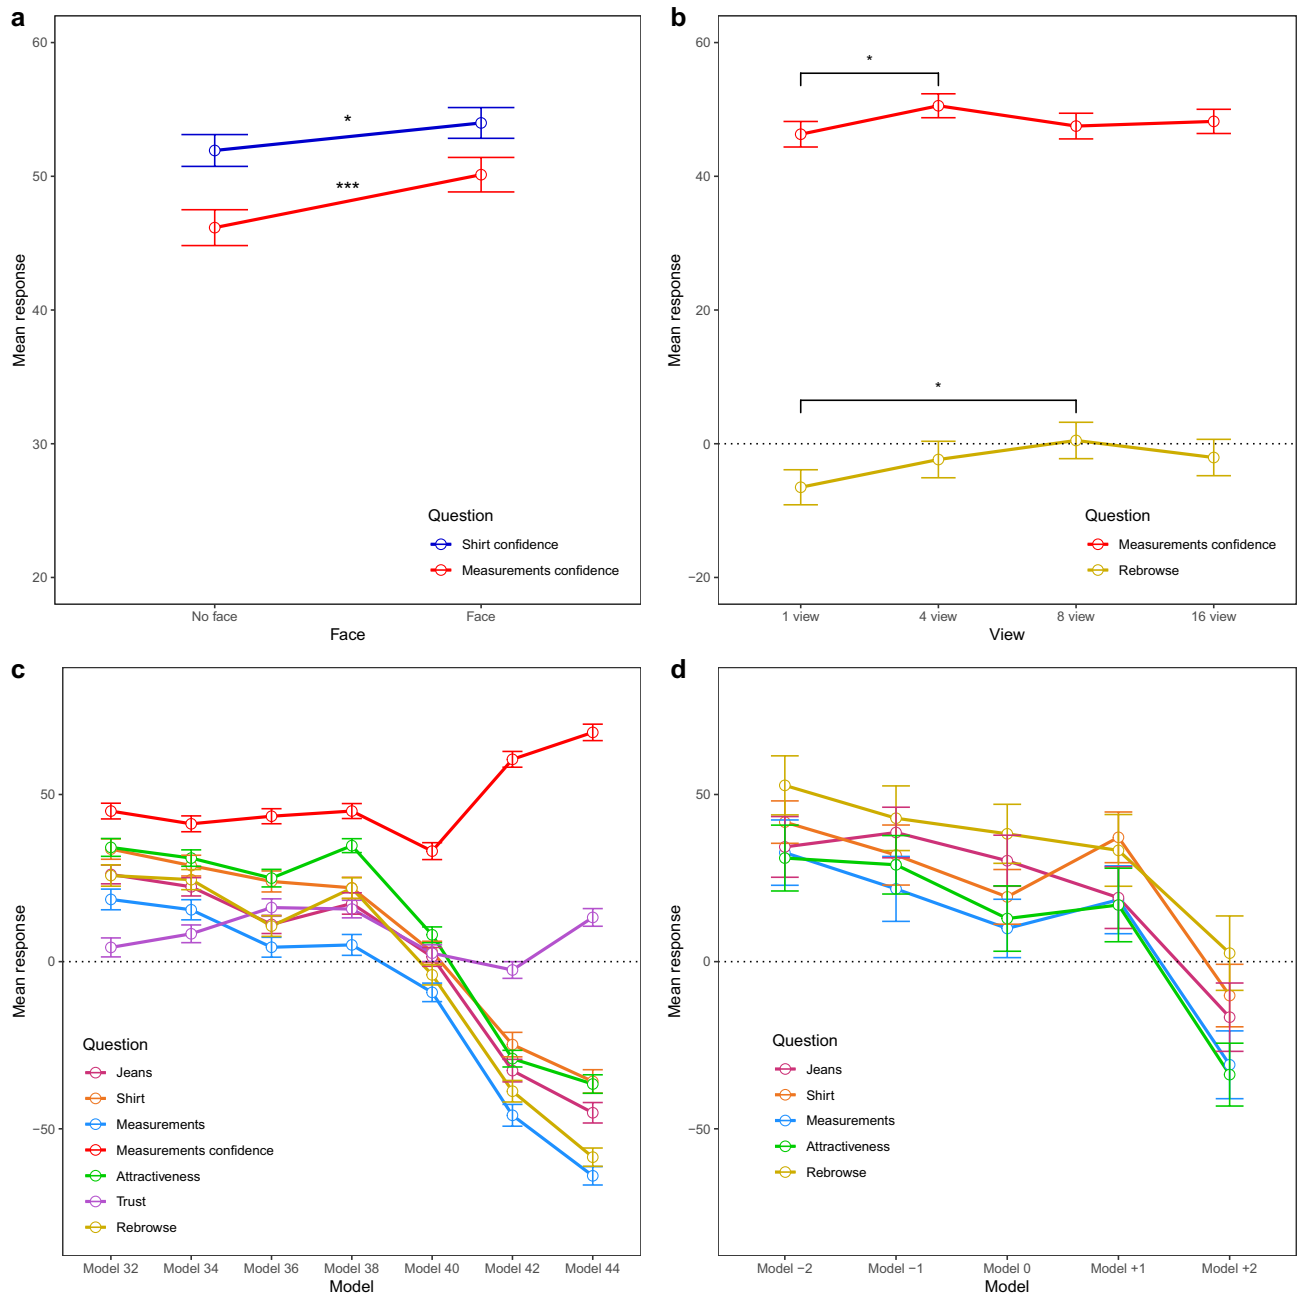 a
60
50
40
30
20
Mean response
*
***
Question
Shirt confidence
Measurements confidence
No face
Face
Face
b
60
40
20
0
−20
Mean response
*
*
Question
Measurements confidence
Rebrowse
1 view
4 view
8 view
16 view
View
c
50
0
−50
Mean response
Question
Jeans
Shirt
Measurements
Measurements confidence
Attractiveness
Trust
Rebrowse
Model 32
Model 34
Model 36
Model 38
Model 40
Model 42
Model 44
Model
d
50
0
−50
Mean response
Question
Jeans
Shirt
Measurements
Attractiveness
Rebrowse
Model −2
Model −1
Model 0
Model +1
Model +2
Model